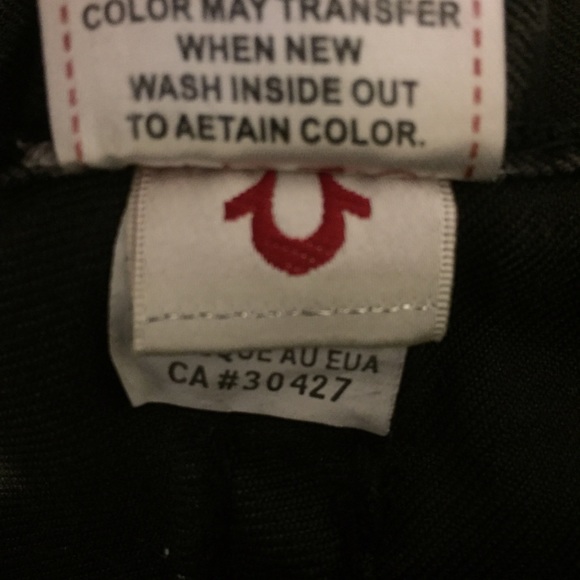 COLOR MAY TRANSFER
WHEN NEW
WASH INSIDE OUT
TO AETAIN COLOR.
AU EUA
CA #30427